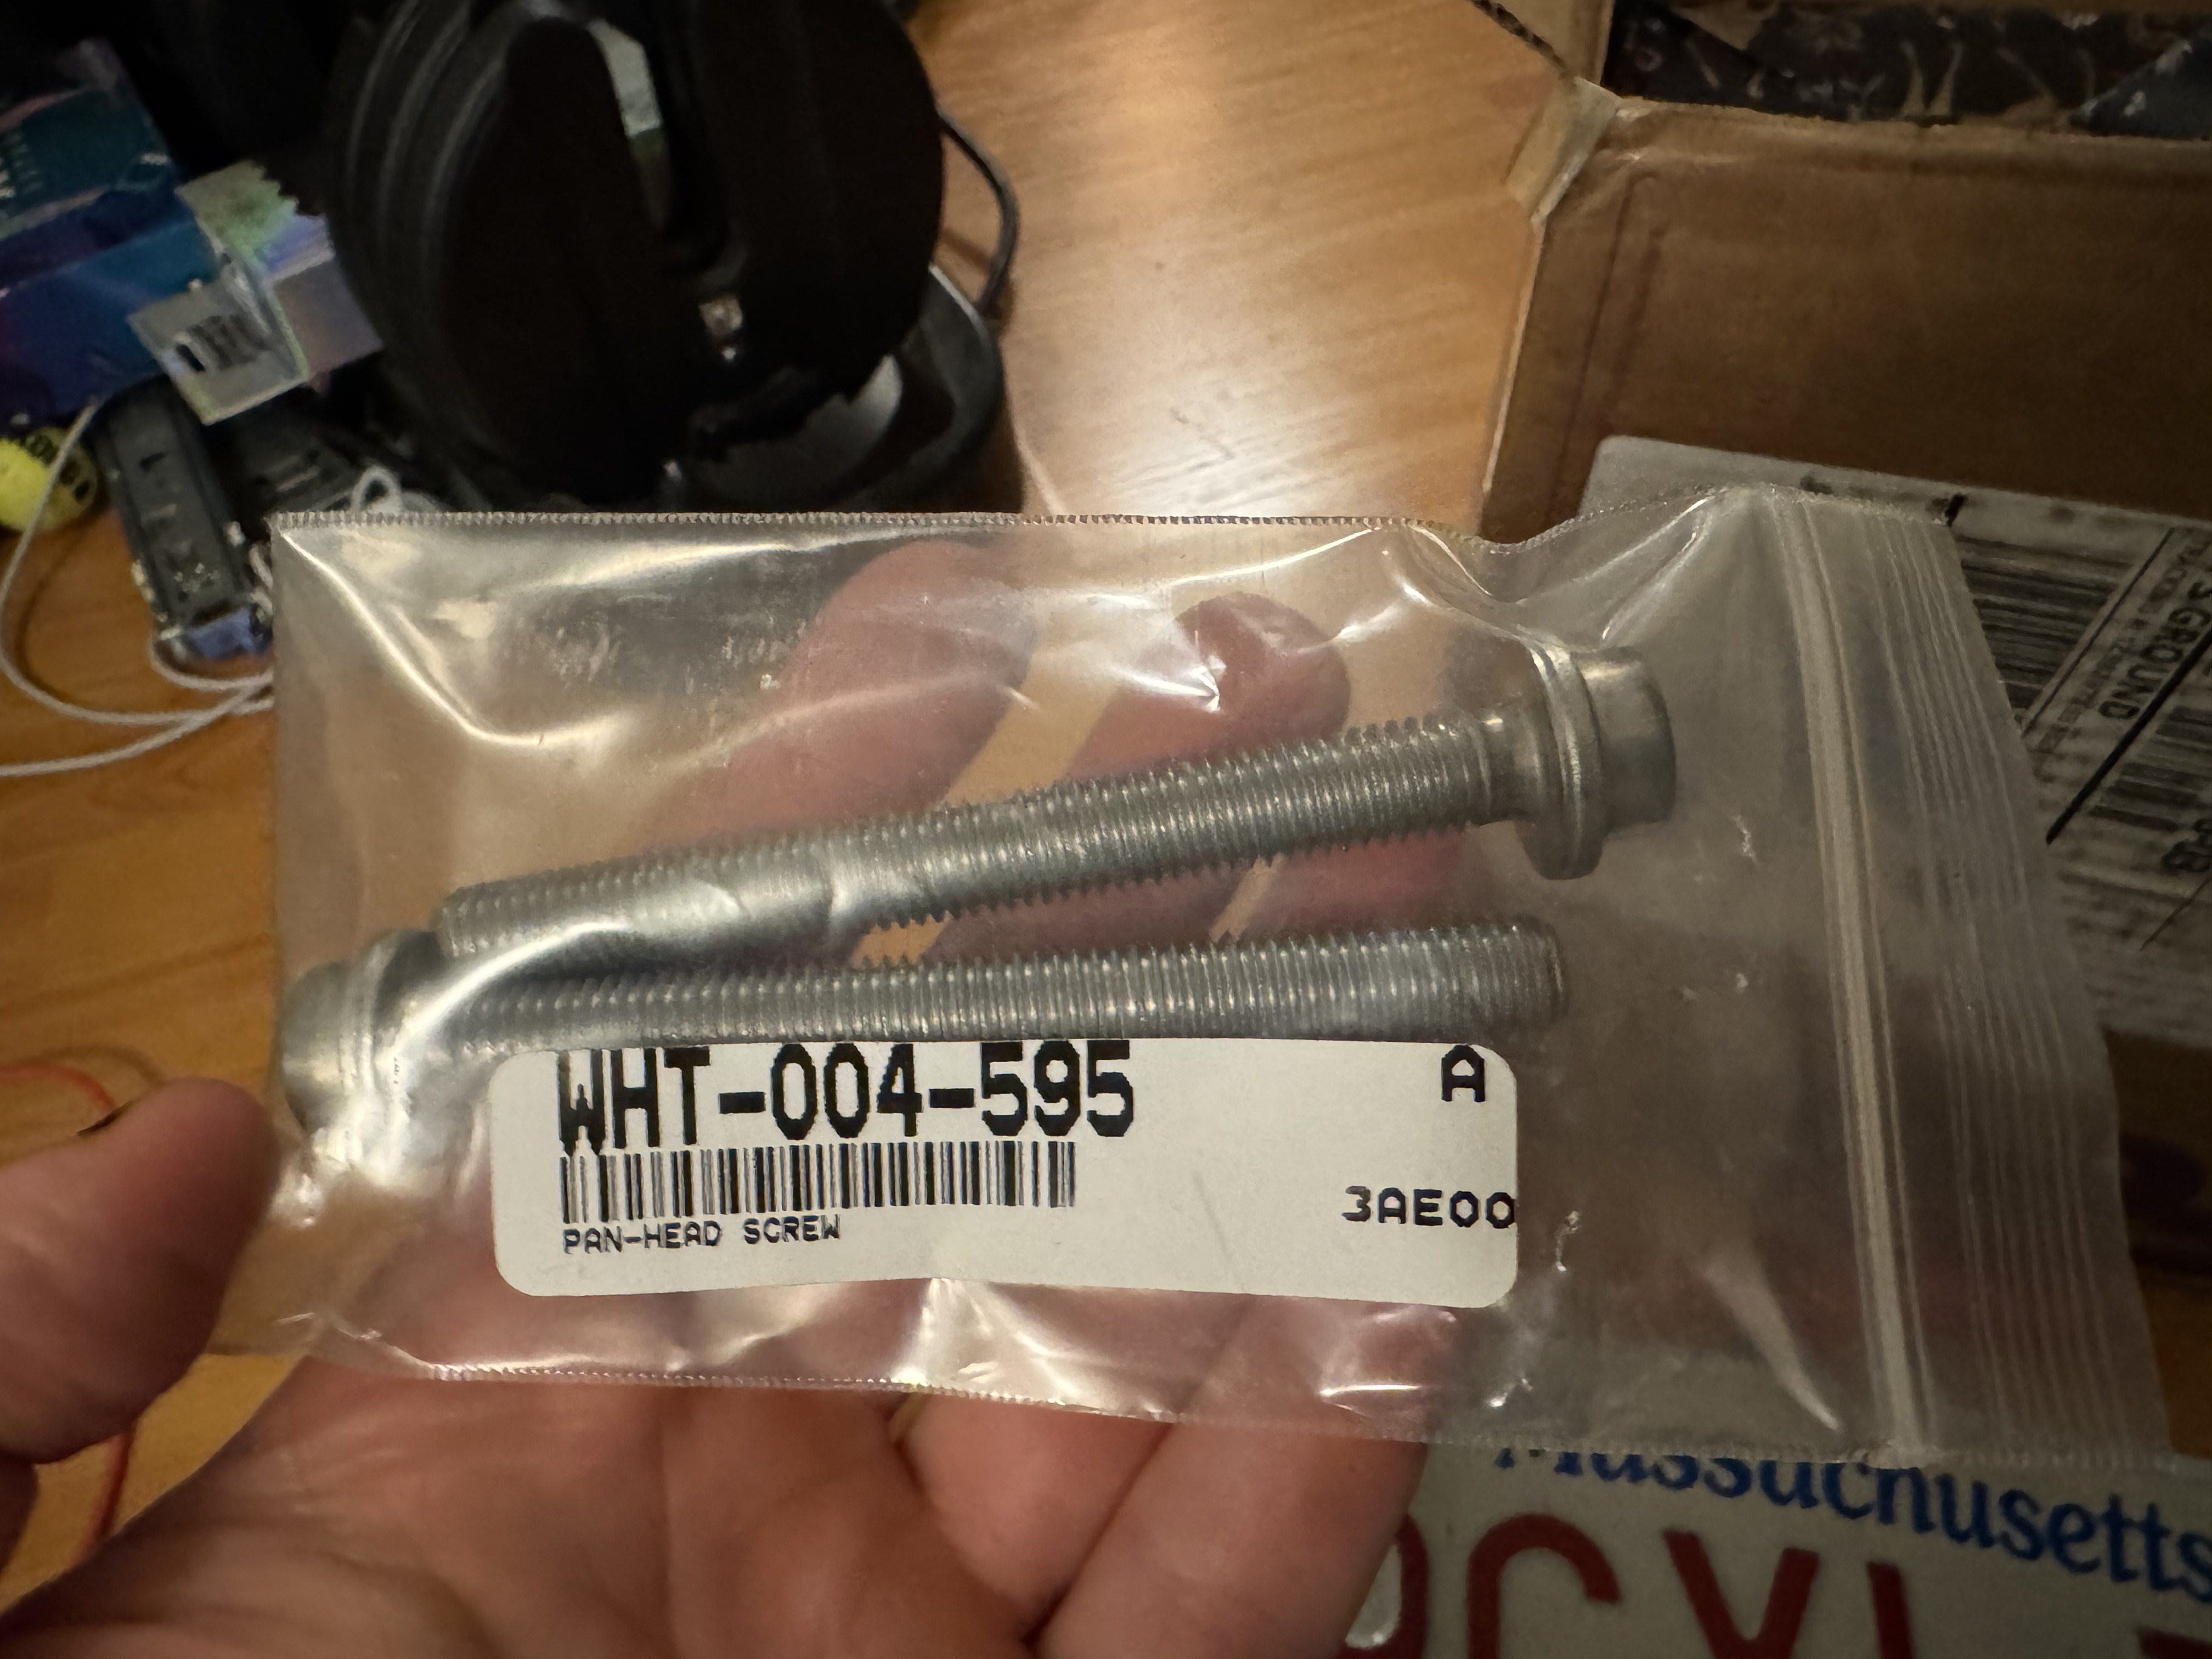 WHT-004-595 A
3AE00
PAN-HEAD SCREW
GROUND
Massachusetts